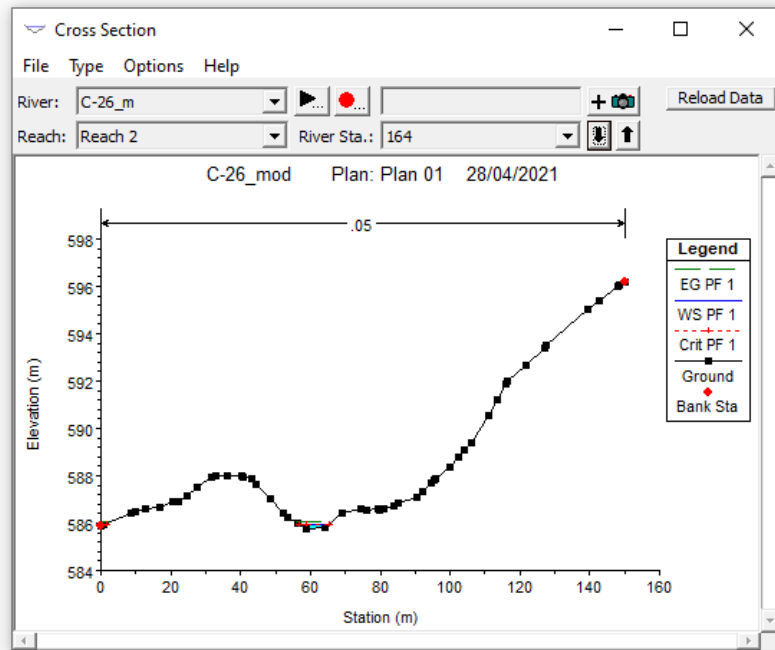 Cross Section
File Type Options Help
River: C-26_m ... ... + Reload Data
Reach: Reach 2 River Sta.: 164
C-26_mod Plan: Plan 01 28/04/2021
.05
598
596
594
592
590
588
586
584
0 20 40 60 80 100 120 140 160
Elevation (m)
Station (m)
Legend
EG PF 1
WS PF 1
Crit PF 1
Ground
Bank Sta